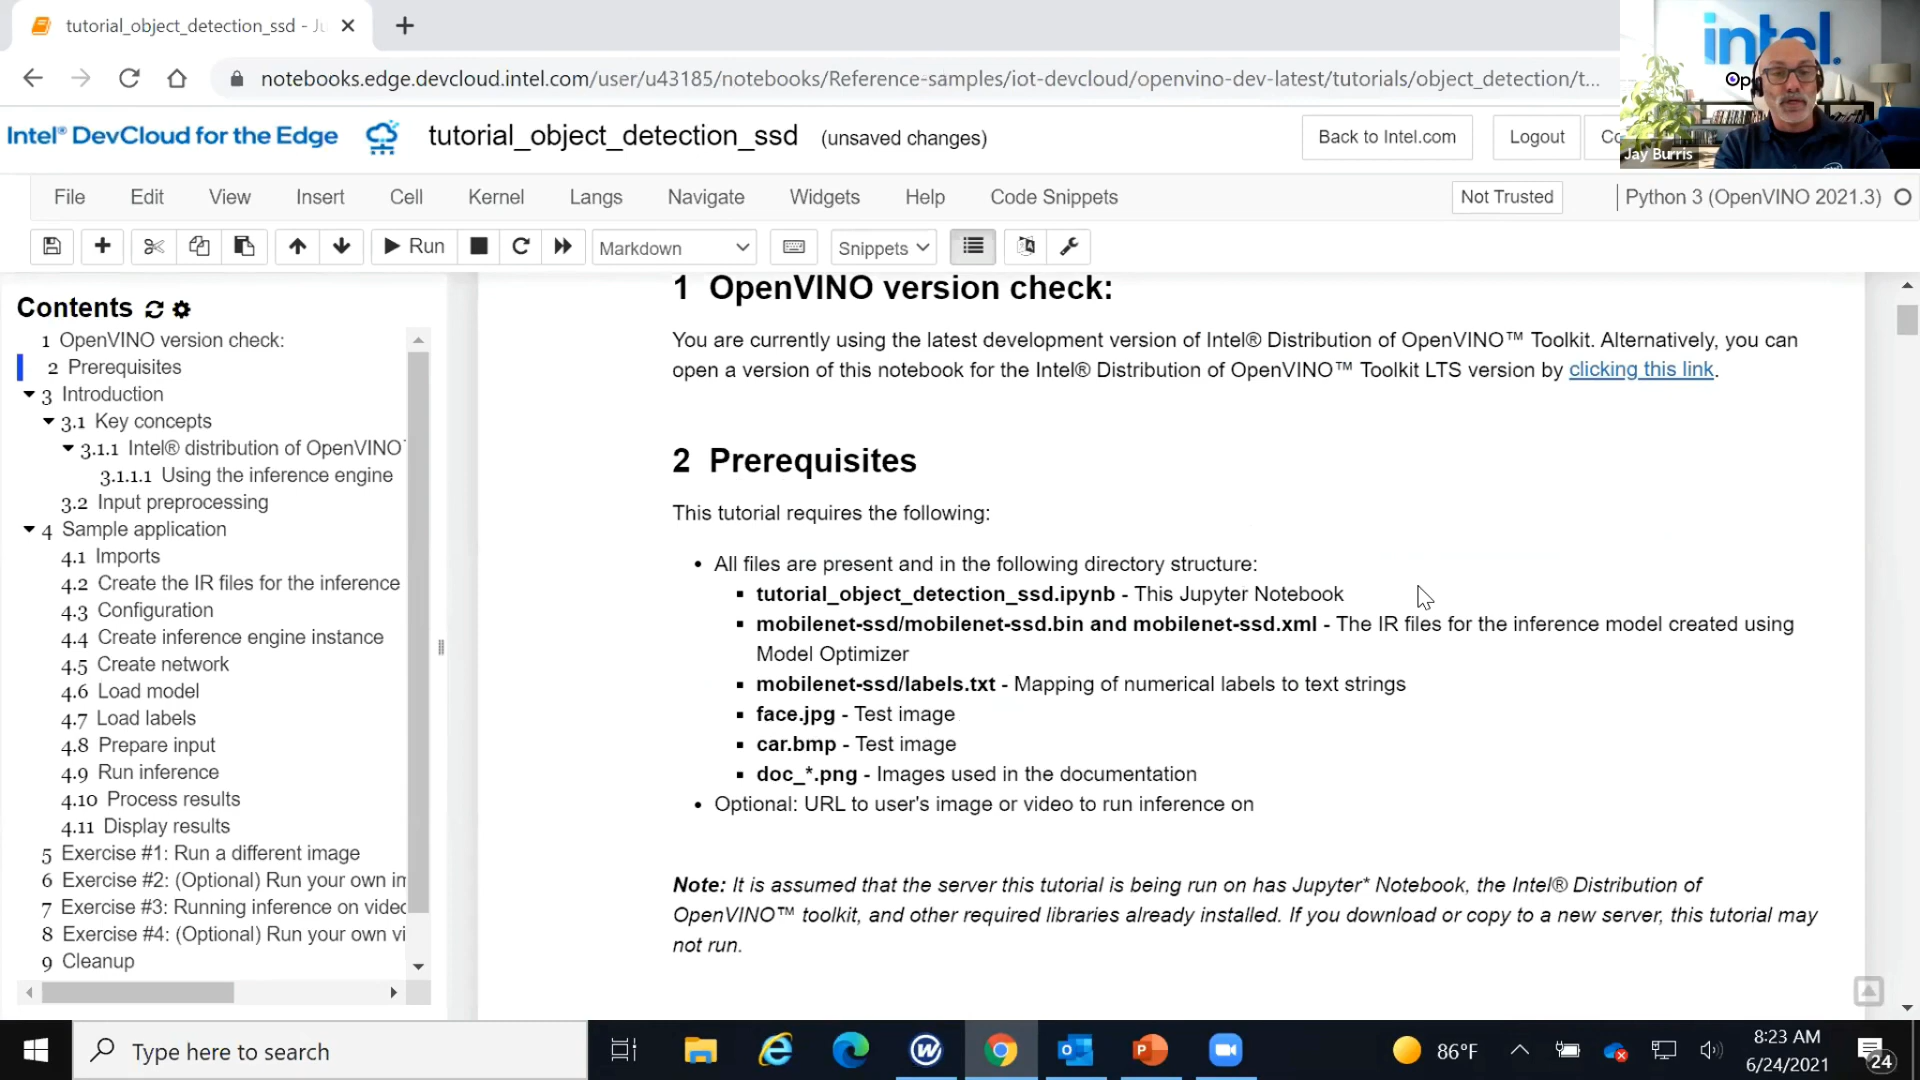 tutorial_object_detection_ssd - Ju
notebooks.edge.devcloud.intel.com/user/u43185/notebooks/Reference-samples/iot-devcloud/openvino-dev-latest/tutorials/object_detection/t...
intel.
Op
Jay Burris
Intel® DevCloud for the Edge
tutorial_object_detection_ssd (unsaved changes)
Back to Intel.com
Logout
Co
File Edit View Insert Cell Kernel Langs Navigate Widgets Help Code Snippets
Not Trusted
Python 3 (OpenVINO 2021.3)
Run
Markdown
Snippets
Contents
1 OpenVINO version check:
2 Prerequisites
3 Introduction
3.1 Key concepts
3.1.1 Intel® distribution of OpenVINO
3.1.1.1 Using the inference engine
3.2 Input preprocessing
4 Sample application
4.1 Imports
4.2 Create the IR files for the inference
4.3 Configuration
4.4 Create inference engine instance
4.5 Create network
4.6 Load model
4.7 Load labels
4.8 Prepare input
4.9 Run inference
4.10 Process results
4.11 Display results
5 Exercise #1: Run a different image
6 Exercise #2: (Optional) Run your own im
7 Exercise #3: Running inference on video
8 Exercise #4: (Optional) Run your own vi
9 Cleanup
1 OpenVINO version check:
You are currently using the latest development version of Intel® Distribution of OpenVINO™ Toolkit. Alternatively, you can
open a version of this notebook for the Intel® Distribution of OpenVINO™ Toolkit LTS version by clicking this link.
2 Prerequisites
This tutorial requires the following:
• All files are present and in the following directory structure:
▪ tutorial_object_detection_ssd.ipynb - This Jupyter Notebook
▪ mobilenet-ssd/mobilenet-ssd.bin and mobilenet-ssd.xml - The IR files for the inference model created using
Model Optimizer
▪ mobilenet-ssd/labels.txt - Mapping of numerical labels to text strings
▪ face.jpg - Test image
▪ car.bmp - Test image
▪ doc_*.png - Images used in the documentation
• Optional: URL to user's image or video to run inference on
Note: It is assumed that the server this tutorial is being run on has Jupyter* Notebook, the Intel® Distribution of
OpenVINO™ toolkit, and other required libraries already installed. If you download or copy to a new server, this tutorial may
not run.
Type here to search
86°F
8:23 AM
6/24/2021
24